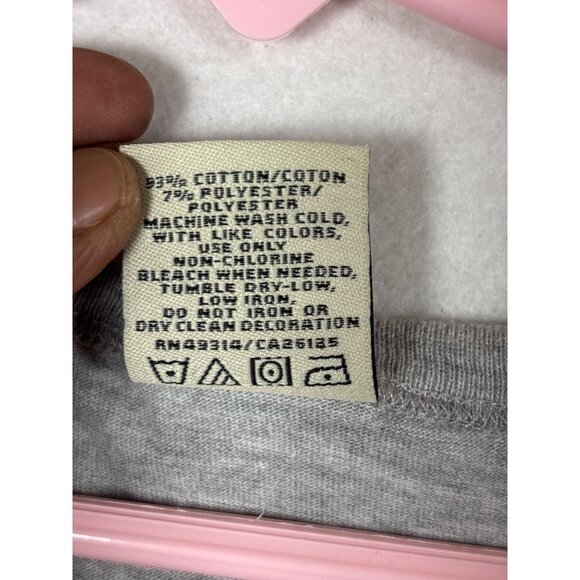 93% COTTON/COTON
7% POLYESTER/
POLYESTER
MACHINE WASH COLD,
WITH LIKE COLORS,
USE ONLY
NON-CHLORINE
BLEACH WHEN NEEDED,
TUMBLE DRY-LOW,
LOW IRON,
DO NOT IRON OR
DRY CLEAN DECORATION
RN49314/CA26185